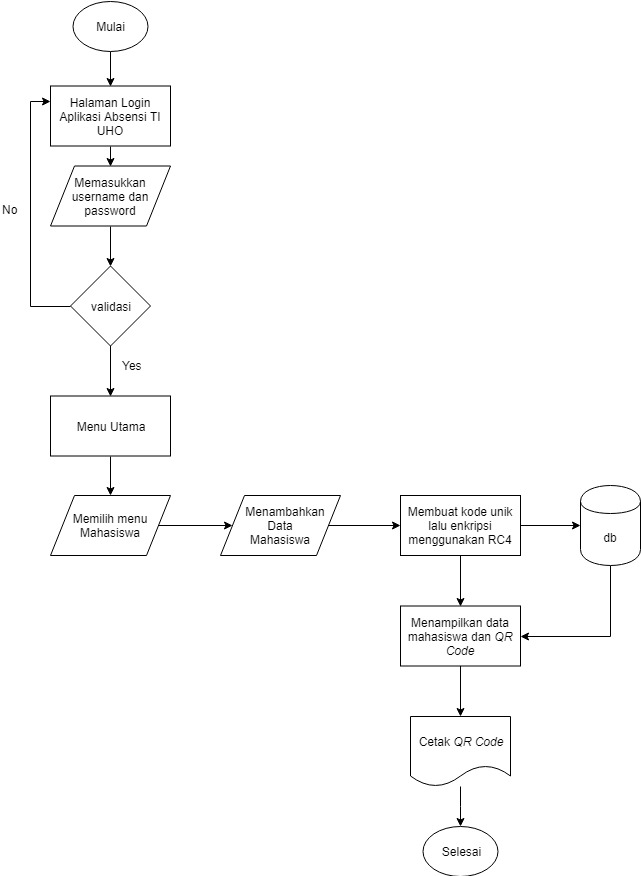 Mulai
Halaman Login
Aplikasi Absensi TI
UHO
Memasukkan
username dan
password
No
validasi
Yes
Menu Utama
Memilih menu
Mahasiswa
Menambahkan
Data
Mahasiswa
Membuat kode unik
lalu enkripsi
menggunakan RC4
db
Menampilkan data
mahasiswa dan QR
Code
Cetak QR Code
Selesai